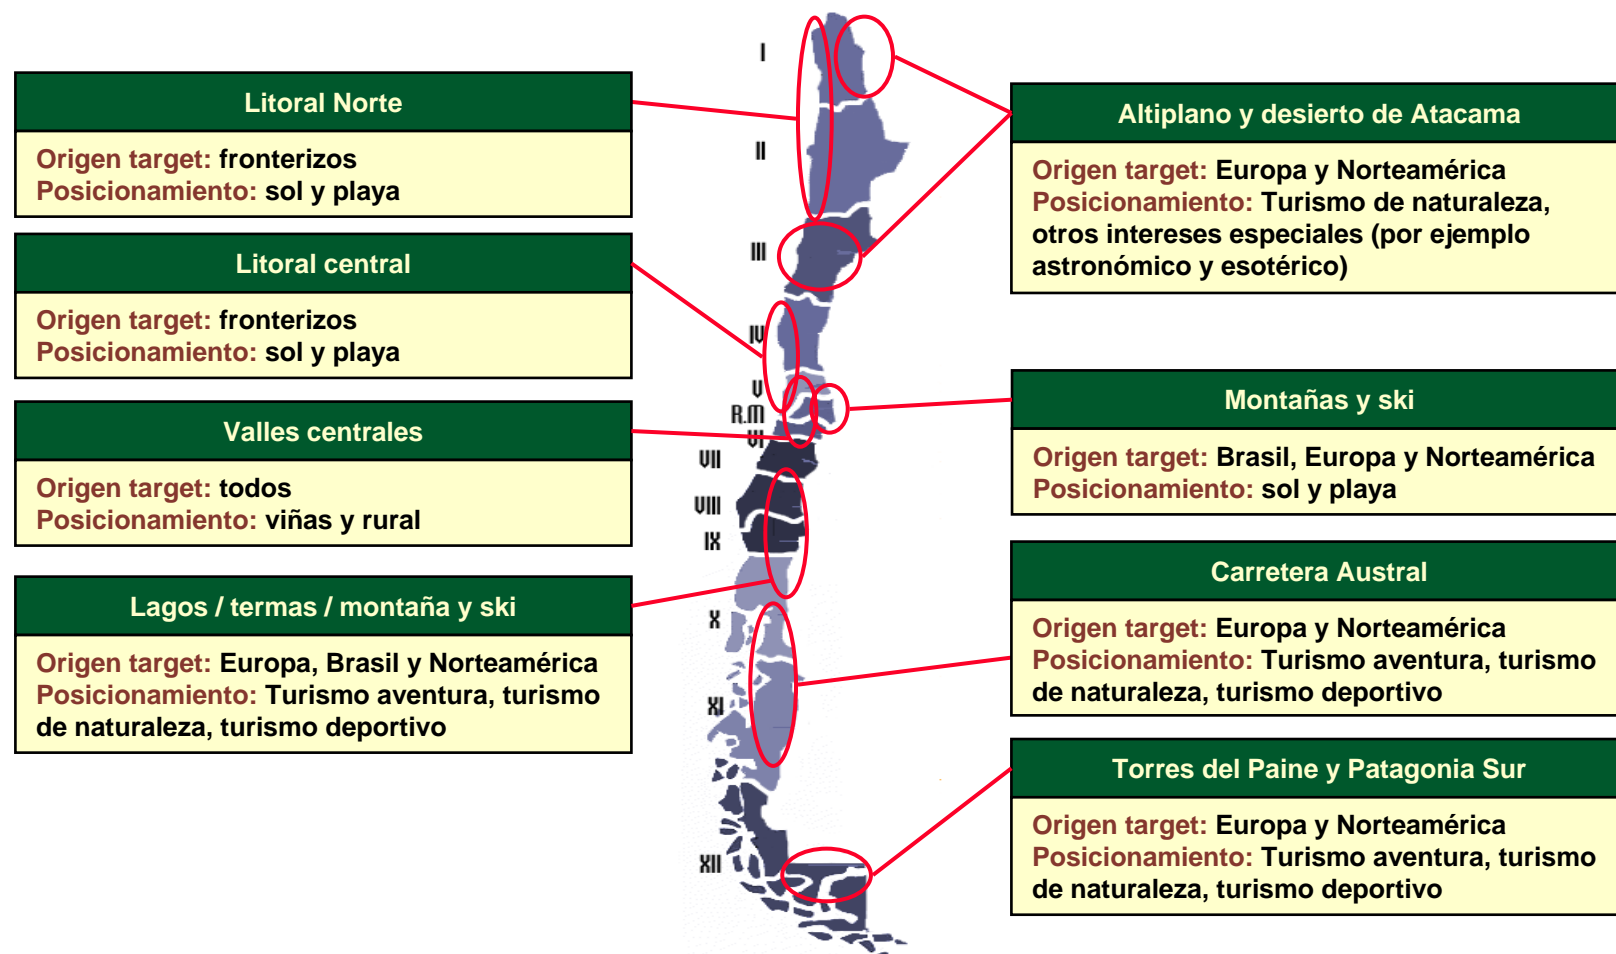 Litoral Norte
Origen target: fronterizos
Posicionamiento: sol y playa
Litoral central
Origen target: fronterizos
Posicionamiento: sol y playa
Valles centrales
Origen target: todos
Posicionamiento: viñas y rural
Lagos / termas / montaña y ski
Origen target: Europa, Brasil y Norteamérica
Posicionamiento: Turismo aventura, turismo
de naturaleza, turismo deportivo
I
II
III
IV
V
R.M
VI
VII
VIII
IX
X
XI
XII
Altiplano y desierto de Atacama
Origen target: Europa y Norteamérica
Posicionamiento: Turismo de naturaleza,
otros intereses especiales (por ejemplo
astronómico y esotérico)
Montañas y ski
Origen target: Brasil, Europa y Norteamérica
Posicionamiento: sol y playa
Carretera Austral
Origen target: Europa y Norteamérica
Posicionamiento: Turismo aventura, turismo
de naturaleza, turismo deportivo
Torres del Paine y Patagonia Sur
Origen target: Europa y Norteamérica
Posicionamiento: Turismo aventura, turismo
de naturaleza, turismo deportivo